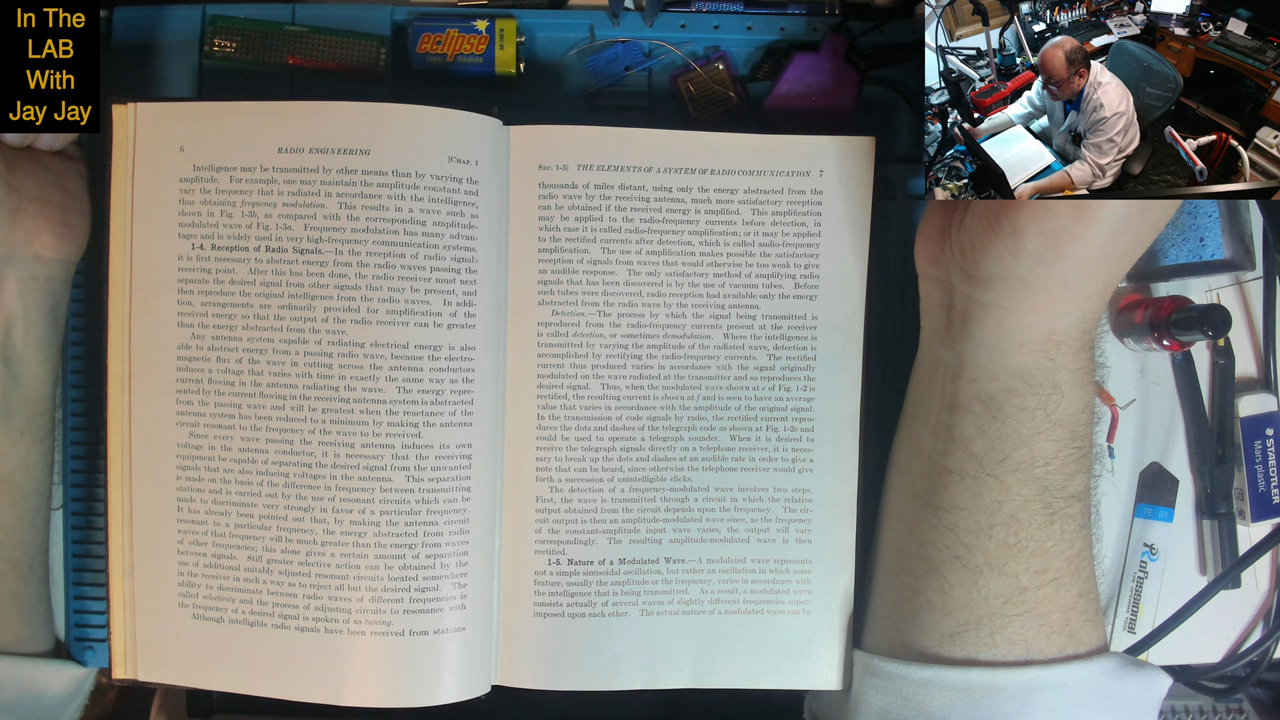 In The
LAB
With
Jay Jay
eclipse
6
RADIO ENGINEERING
[CHAP. 1
Intelligence may be transmitted by other means than by varying the
amplitude. For example, one may maintain the amplitude constant and
vary the frequency that is radiated in accordance with the intelligence,
thus obtaining frequency modulation. This results in a wave such as
shown in Fig. 1-3b, as compared with the corresponding amplitude-
modulated wave of Fig. 1-3a. Frequency modulation has many advan-
tages and is widely used in very high-frequency communication systems.
1-4. Reception of Radio Signals.—In the reception of radio signals
it is first necessary to abstract energy from the radio waves passing the
receiving point. After this has been done, the radio receiver must next
separate the desired signal from other signals that may be present, and
then reproduce the original intelligence from the radio waves. In addi-
tion, arrangements are ordinarily provided for amplification of the
received energy so that the output of the radio receiver can be greater
than the energy abstracted from the wave.
Any antenna system capable of radiating electrical energy is also
able to abstract energy from a passing radio wave, because the electro-
magnetic flux of the wave in cutting across the antenna conductors
induces a voltage that varies with time in exactly the same way as the
current flowing in the antenna radiating the wave. The energy repre-
sented by the current flowing in the receiving antenna system is abstracted
from the passing wave and will be greatest when the reactance of the
antenna system has been reduced to a minimum by making the antenna
circuit resonant to the frequency of the wave to be received.
Since every wave passing the receiving antenna induces its own
voltage in the antenna conductor, it is necessary that the receiving
equipment be capable of separating the desired signal from the unwanted
signals that are also inducing voltages in the antenna. This separation
is made on the basis of the difference in frequency between transmitting
stations and is carried out by the use of resonant circuits which can be
made to discriminate very strongly in favor of a particular frequency.
It has already been pointed out that, by making the antenna circuit
resonant to a particular frequency, the energy abstracted from radio
waves of that frequency will be much greater than the energy from waves
of other frequencies; this alone gives a certain amount of separation
between signals. Still greater selective action can be obtained by the
use of additional suitably adjusted resonant circuits located somewhere
in the receiver in such a way as to reject all but the desired signal. The
ability to discriminate between radio waves of different frequencies is
called selectivity and the process of adjusting circuits to resonance with
the frequency of a desired signal is spoken of as tuning.
Although intelligible radio signals have been received from stations
SEC. 1-5] THE ELEMENTS OF A SYSTEM OF RADIO COMMUNICATION 7
thousands of miles distant, using only the energy abstracted from the
radio wave by the receiving antenna, much more satisfactory reception
can be obtained if the received energy is amplified. This amplification
may be applied to the radio-frequency currents before detection, in
which case it is called radio-frequency amplification; or it may be applied
to the rectified currents after detection, which is called audio-frequency
amplification. The use of amplification makes possible the satisfactory
reception of signals from waves that would otherwise be too weak to give
an audible response. The only satisfactory method of amplifying radio
signals that has been discovered is by the use of vacuum tubes. Before
such tubes were discovered, radio reception had available only the energy
abstracted from the radio wave by the receiving antenna.
Detection.—The process by which the signal being transmitted is
reproduced from the radio-frequency currents present at the receiver
is called detection, or sometimes demodulation. Where the intelligence is
transmitted by varying the amplitude of the radiated wave, detection is
accomplished by rectifying the radio-frequency currents. The rectified
current thus produced varies in accordance with the signal originally
modulated on the wave radiated at the transmitter and so reproduces the
desired signal. Thus, when the modulated wave shown at e of Fig. 1-2 is
rectified, the resulting current is shown at f and is seen to have an average
value that varies in accordance with the amplitude of the original signal.
In the transmission of code signals by radio, the rectified current repro-
duces the dots and dashes of the telegraph code as shown at Fig. 1-2c and
could be used to operate a telegraph sounder. When it is desired to
receive the telegraph signals directly on a telephone receiver, it is neces-
sary to break up the dots and dashes at an audible rate in order to give a
note that can be heard, since otherwise the telephone receiver would give
forth a succession of unintelligible clicks.
The detection of a frequency-modulated wave involves two steps.
First, the wave is transmitted through a circuit in which the relative
output obtained from the circuit depends upon the frequency. The cir-
cuit output is then an amplitude-modulated wave since, as the frequency
of the constant-amplitude input wave varies, the output will vary
correspondingly. The resulting amplitude-modulated wave is then
rectified.
1-5. Nature of a Modulated Wave.—A modulated wave represents
not a simple sinusoidal oscillation, but rather an oscillation in which some
feature, usually the amplitude or the frequency, varies in accordance with
the intelligence that is being transmitted. As a result, a modulated wave
consists actually of several waves of slightly different frequencies super-
imposed upon each other. The actual nature of a modulated wave can be
STAEDTLER
Mars plastic
TE 03
Professional